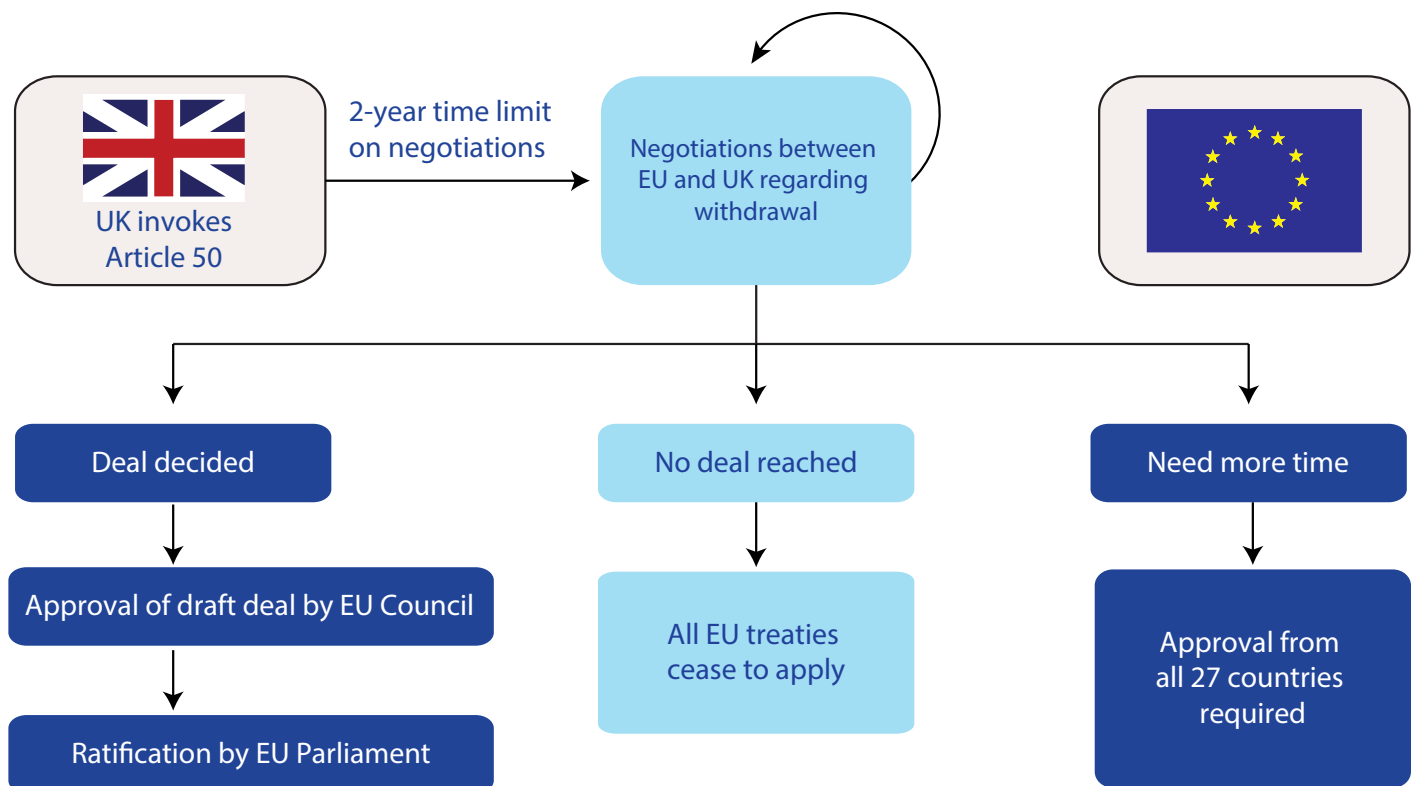 UK invokes
Article 50
2-year time limit
on negotiations
Negotiations between
EU and UK regarding
withdrawal
Deal decided
No deal reached
Need more time
Approval of draft deal by EU Council
All EU treaties
cease to apply
Approval from
all 27 countries
required
Ratification by EU Parliament